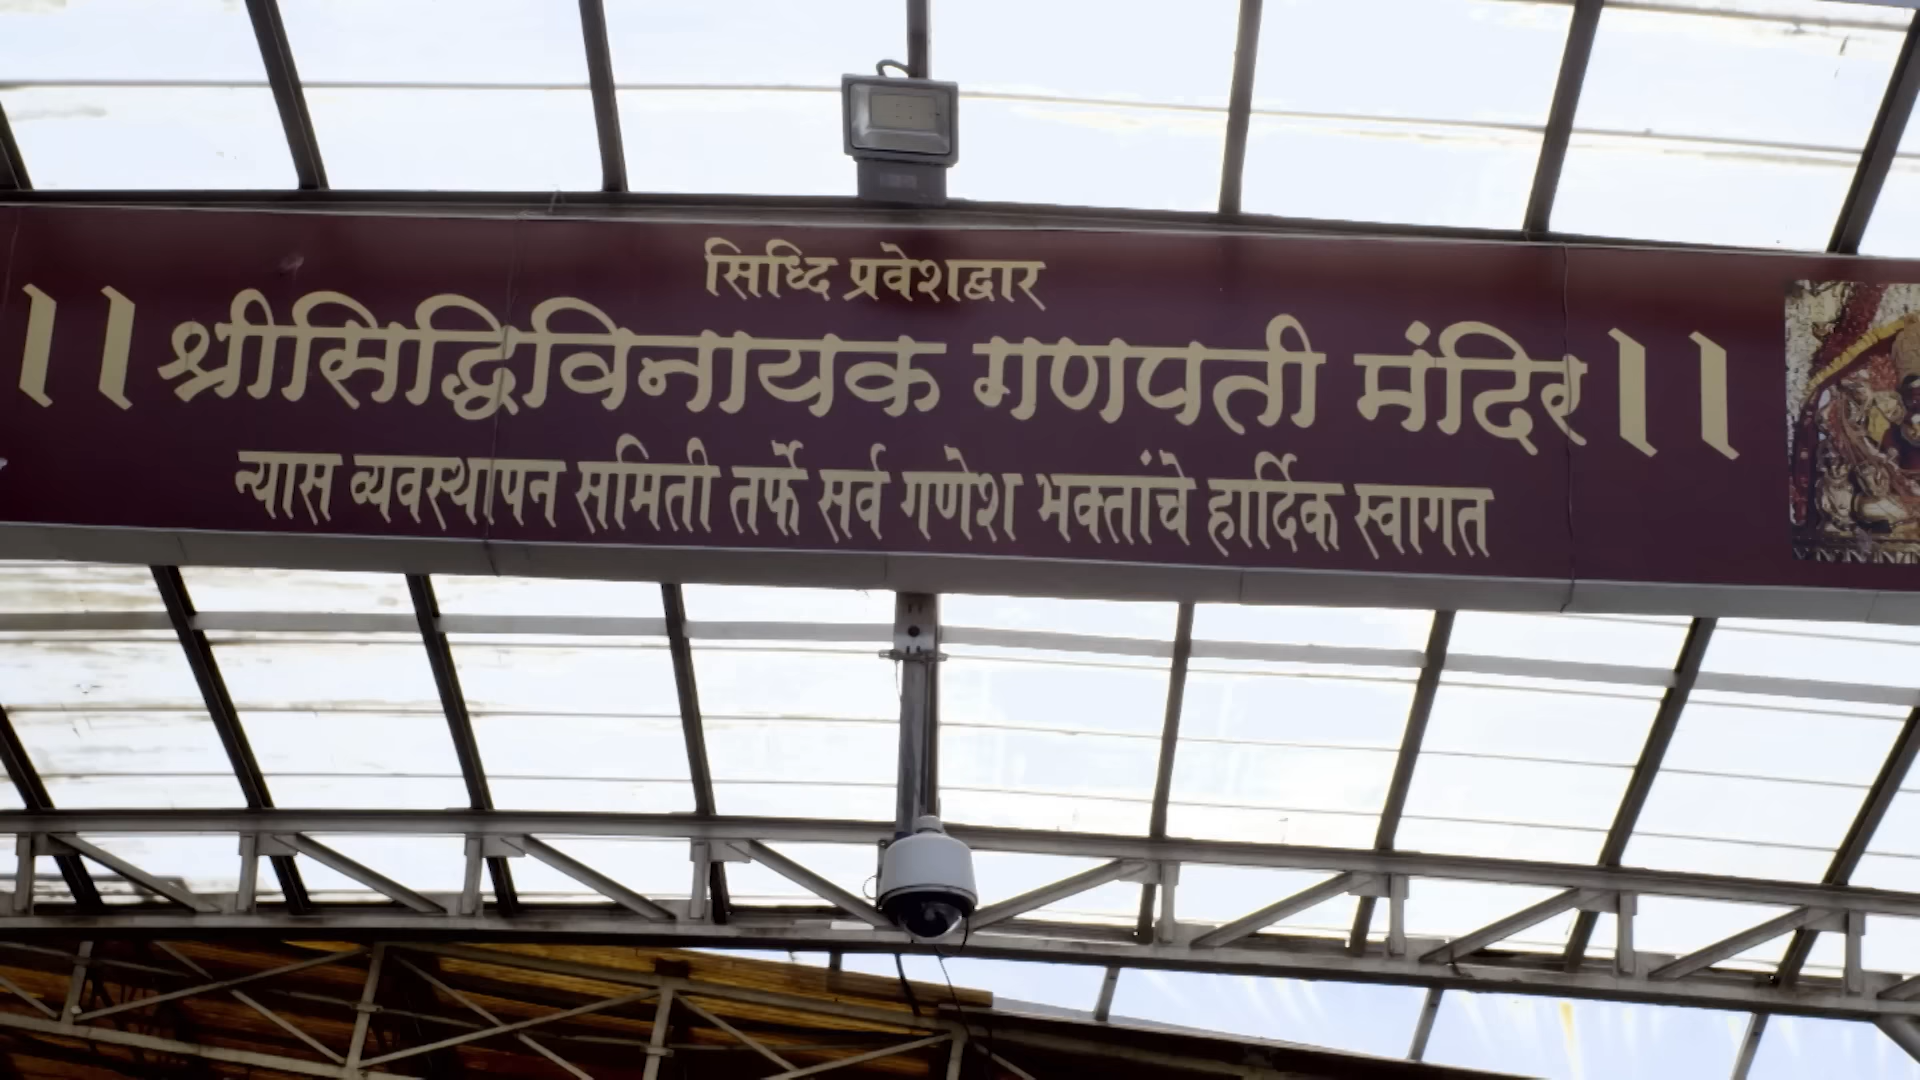 सिध्दि प्रवेशद्वार
।।श्रीसिद्धिविनायक गणपती मंदिर।।
न्यास व्यवस्थापन समिती तर्फे सर्व गणेश भक्तांचे हार्दिक स्वागत